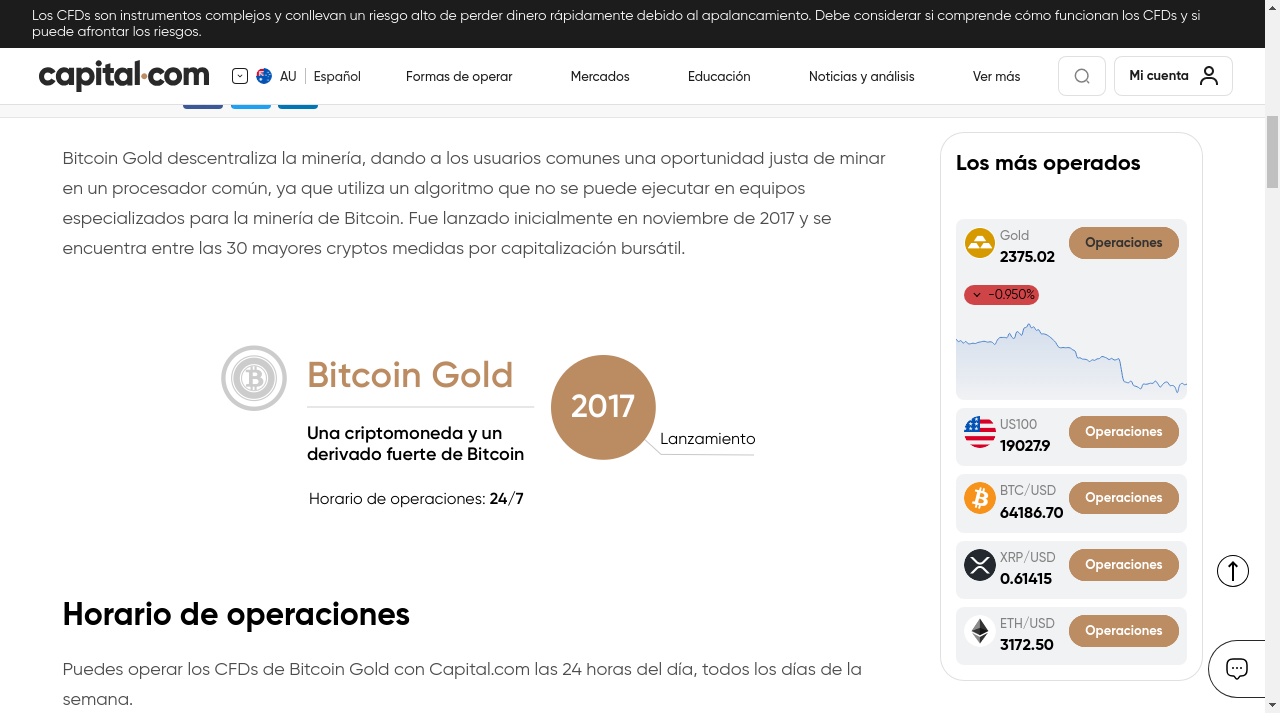 Los CFDs son instrumentos complejos y conllevan un riesgo alto de perder dinero rápidamente debido al apalancamiento. Debe considerar si comprende cómo funcionan los CFDs y si
puede afrontar los riesgos.
capital.com
AU
Español
Formas de operar
Mercados
Educación
Noticias y análisis
Ver más
Mi cuenta
Bitcoin Gold descentraliza la minería, dando a los usuarios comunes una oportunidad justa de minar
en un procesador común, ya que utiliza un algoritmo que no se puede ejecutar en equipos
especializados para la minería de Bitcoin. Fue lanzado inicialmente en noviembre de 2017 y se
encuentra entre las 30 mayores cryptos medidas por capitalización bursátil.
Bitcoin Gold
Una criptomoneda y un
derivado fuerte de Bitcoin
Horario de operaciones: 24/7
2017
Lanzamiento
Horario de operaciones
Puedes operar los CFDs de Bitcoin Gold con Capital.com las 24 horas del día, todos los días de la
semana.
Los más operados
Gold
2375.02
Operaciones
-0.950%
US100
19027.9
Operaciones
BTC/USD
64186.70
Operaciones
XRP/USD
0.61415
Operaciones
ETH/USD
3172.50
Operaciones